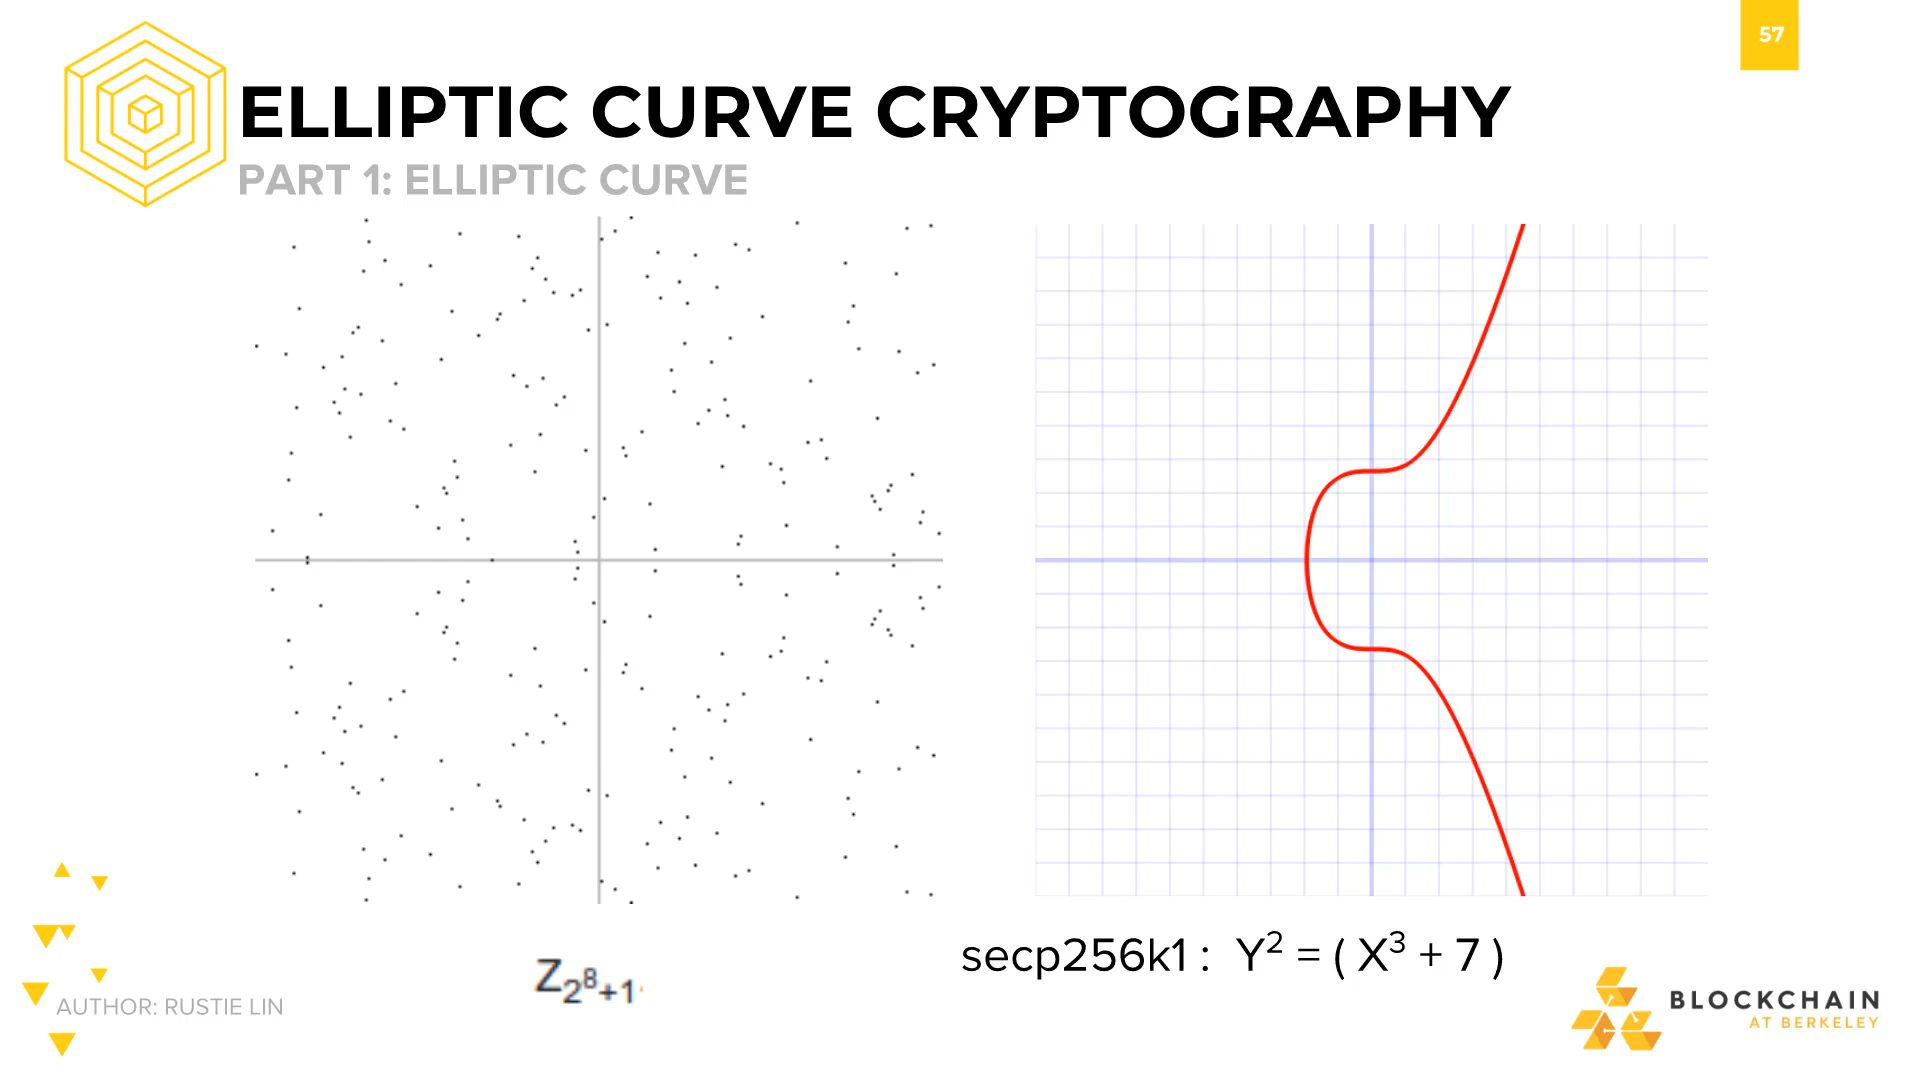 57
ELLIPTIC CURVE CRYPTOGRAPHY
PART 1: ELLIPTIC CURVE
Z₂⁸₊₁
secp256k1 : Y² = ( X³ + 7 )
AUTHOR: RUSTIE LIN
BLOCKCHAIN
AT BERKELEY